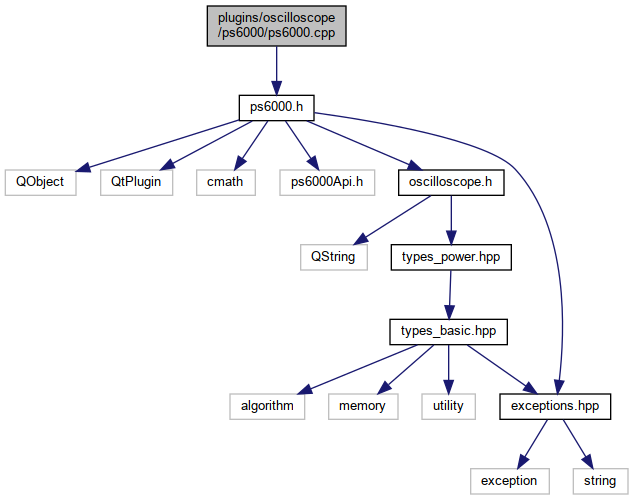 plugins/oscilloscope
/ps6000/ps6000.cpp
ps6000.h
QObject
QtPlugin
cmath
ps6000Api.h
oscilloscope.h
QString
types_power.hpp
types_basic.hpp
algorithm
memory
utility
exceptions.hpp
exception
string